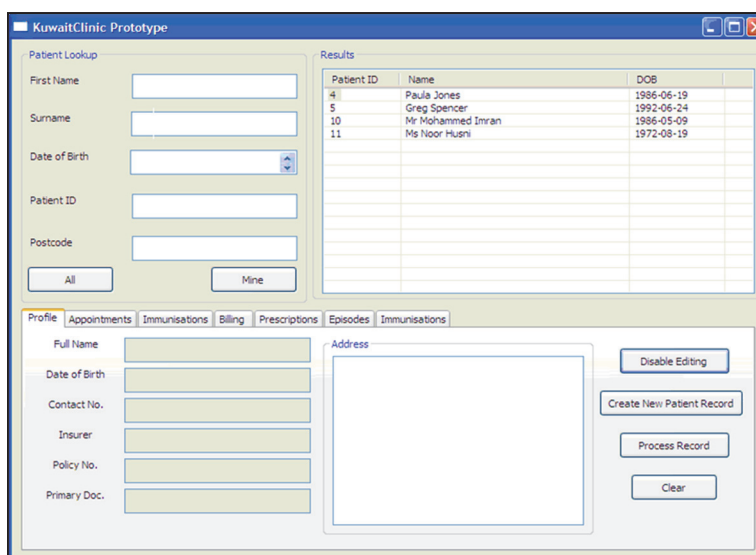 KuwaitClinic Prototype
Patient Lookup
First Name
Surname
Date of Birth
Patient ID
Postcode
All Mine
Results
Patient ID Name DOB
4 Paula Jones 1986-06-19
5 Greg Spencer 1992-06-24
10 Mr Mohammed Imran 1986-05-09
11 Ms Noor Husni 1972-08-19
Profile Appointments Immunisations Billing Prescriptions Episodes Immunisations
Full Name
Date of Birth
Contact No.
Insurer
Policy No.
Primary Doc.
Address
Disable Editing
Create New Patient Record
Process Record
Clear